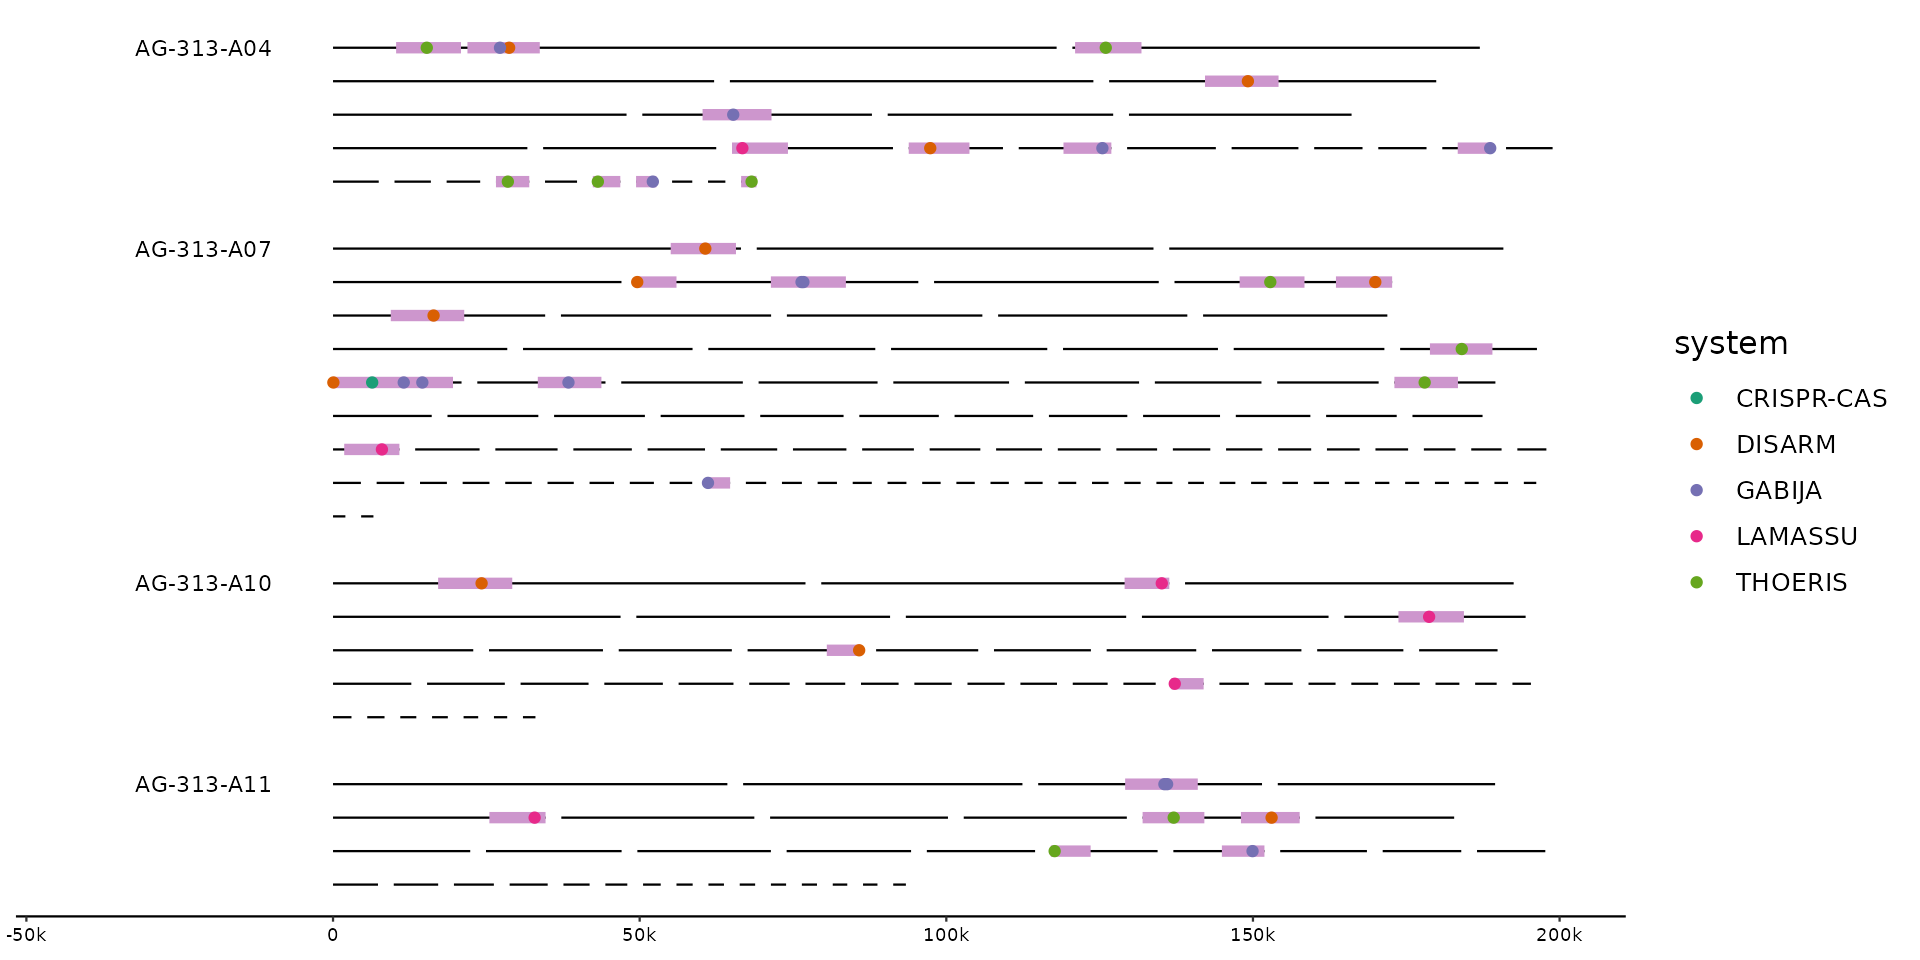 AG-313-A04
AG-313-A07
AG-313-A10
AG-313-A11
system
CRISPR-CAS
DISARM
GABIJA
LAMASSU
THOERIS
-50k 0 50k 100k 150k 200k